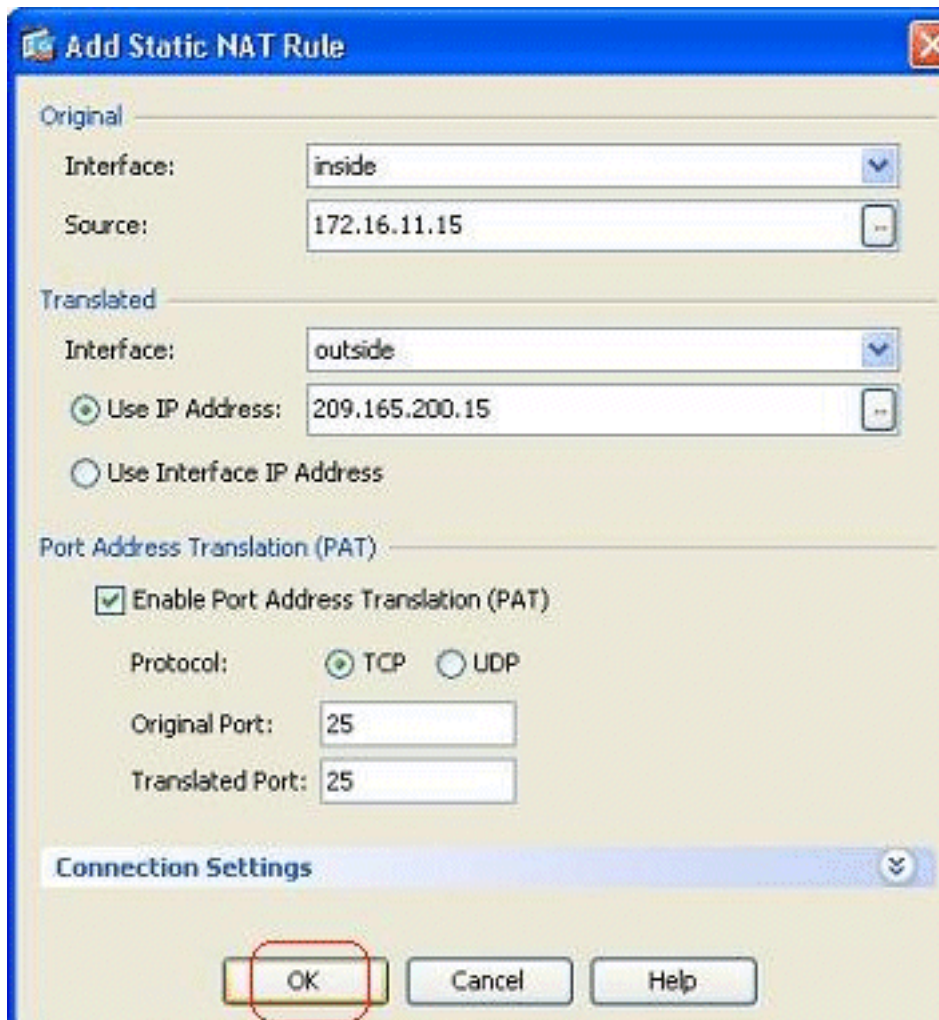 Add Static NAT Rule
Original
Interface: inside
Source: 172.16.11.15 ...
Translated
Interface: outside
Use IP Address: 209.165.200.15 ...
Use Interface IP Address
Port Address Translation (PAT)
Enable Port Address Translation (PAT)
Protocol: TCP UDP
Original Port: 25
Translated Port: 25
Connection Settings
OK Cancel Help